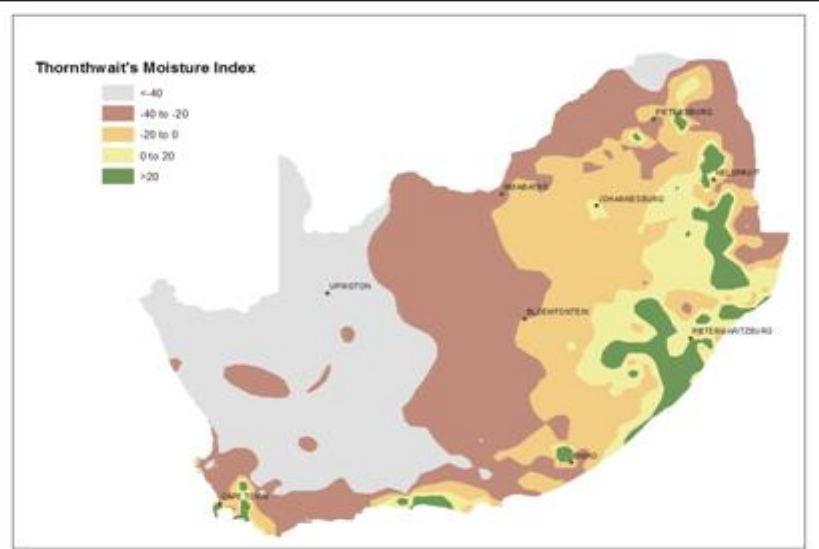 Thornthwait's Moisture Index
<-40
-40 to -20
-20 to 0
0 to 20
>20
PIETERSBURG
NELSPRUIT
MMABATHO
JOHANNESBURG
UPINGTON
BLOEMFONTEIN
PIETERMARITZBURG
CAPE TOWN